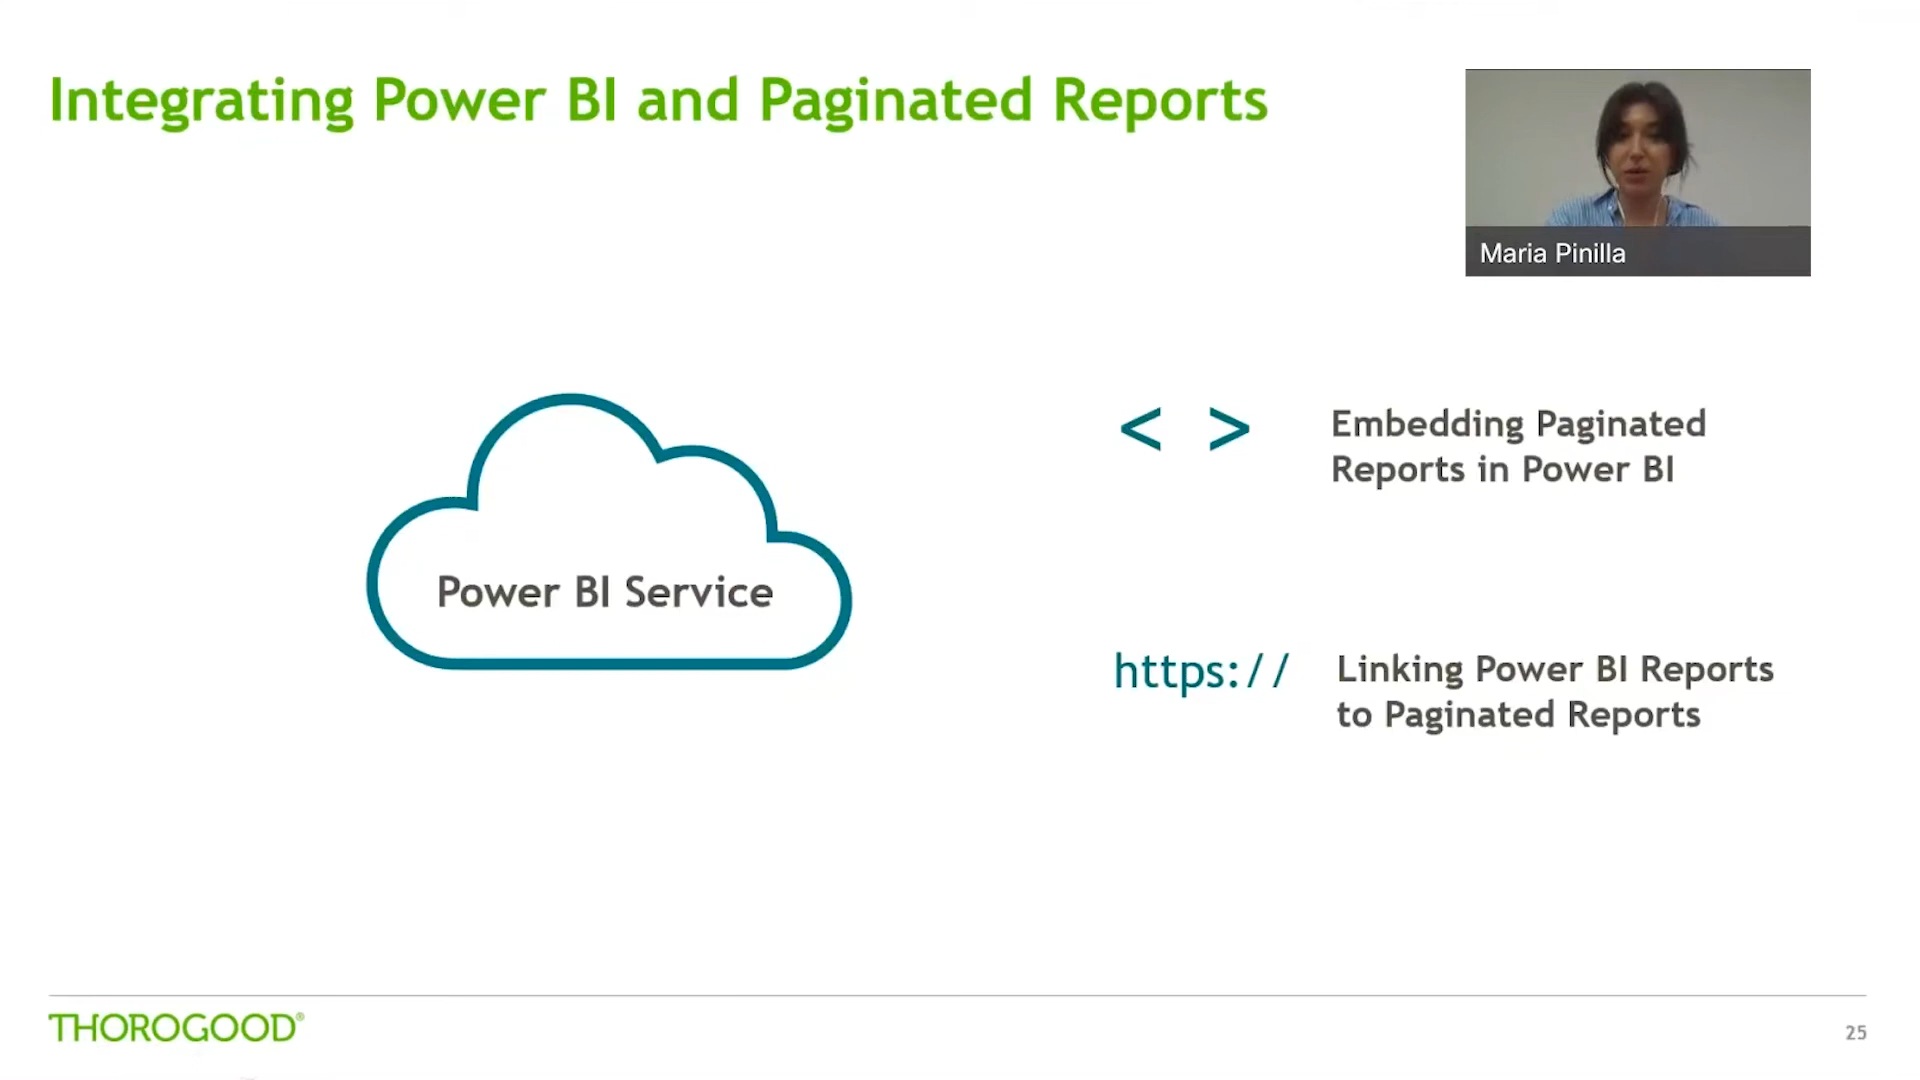 Integrating Power BI and Paginated Reports
Maria Pinilla
< > Embedding Paginated
Reports in Power BI
Power BI Service
https:// Linking Power BI Reports
to Paginated Reports
THOROGOOD®
25